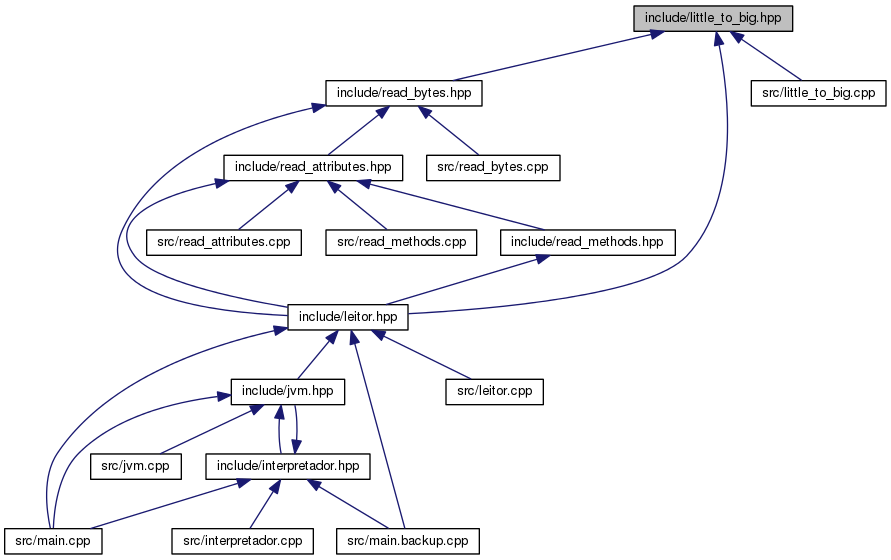 include/little_to_big.hpp
include/read_bytes.hpp
src/little_to_big.cpp
include/read_attributes.hpp
src/read_bytes.cpp
src/read_attributes.cpp
src/read_methods.cpp
include/read_methods.hpp
include/leitor.hpp
include/jvm.hpp
src/leitor.cpp
src/jvm.cpp
include/interpretador.hpp
src/main.cpp
src/interpretador.cpp
src/main.backup.cpp